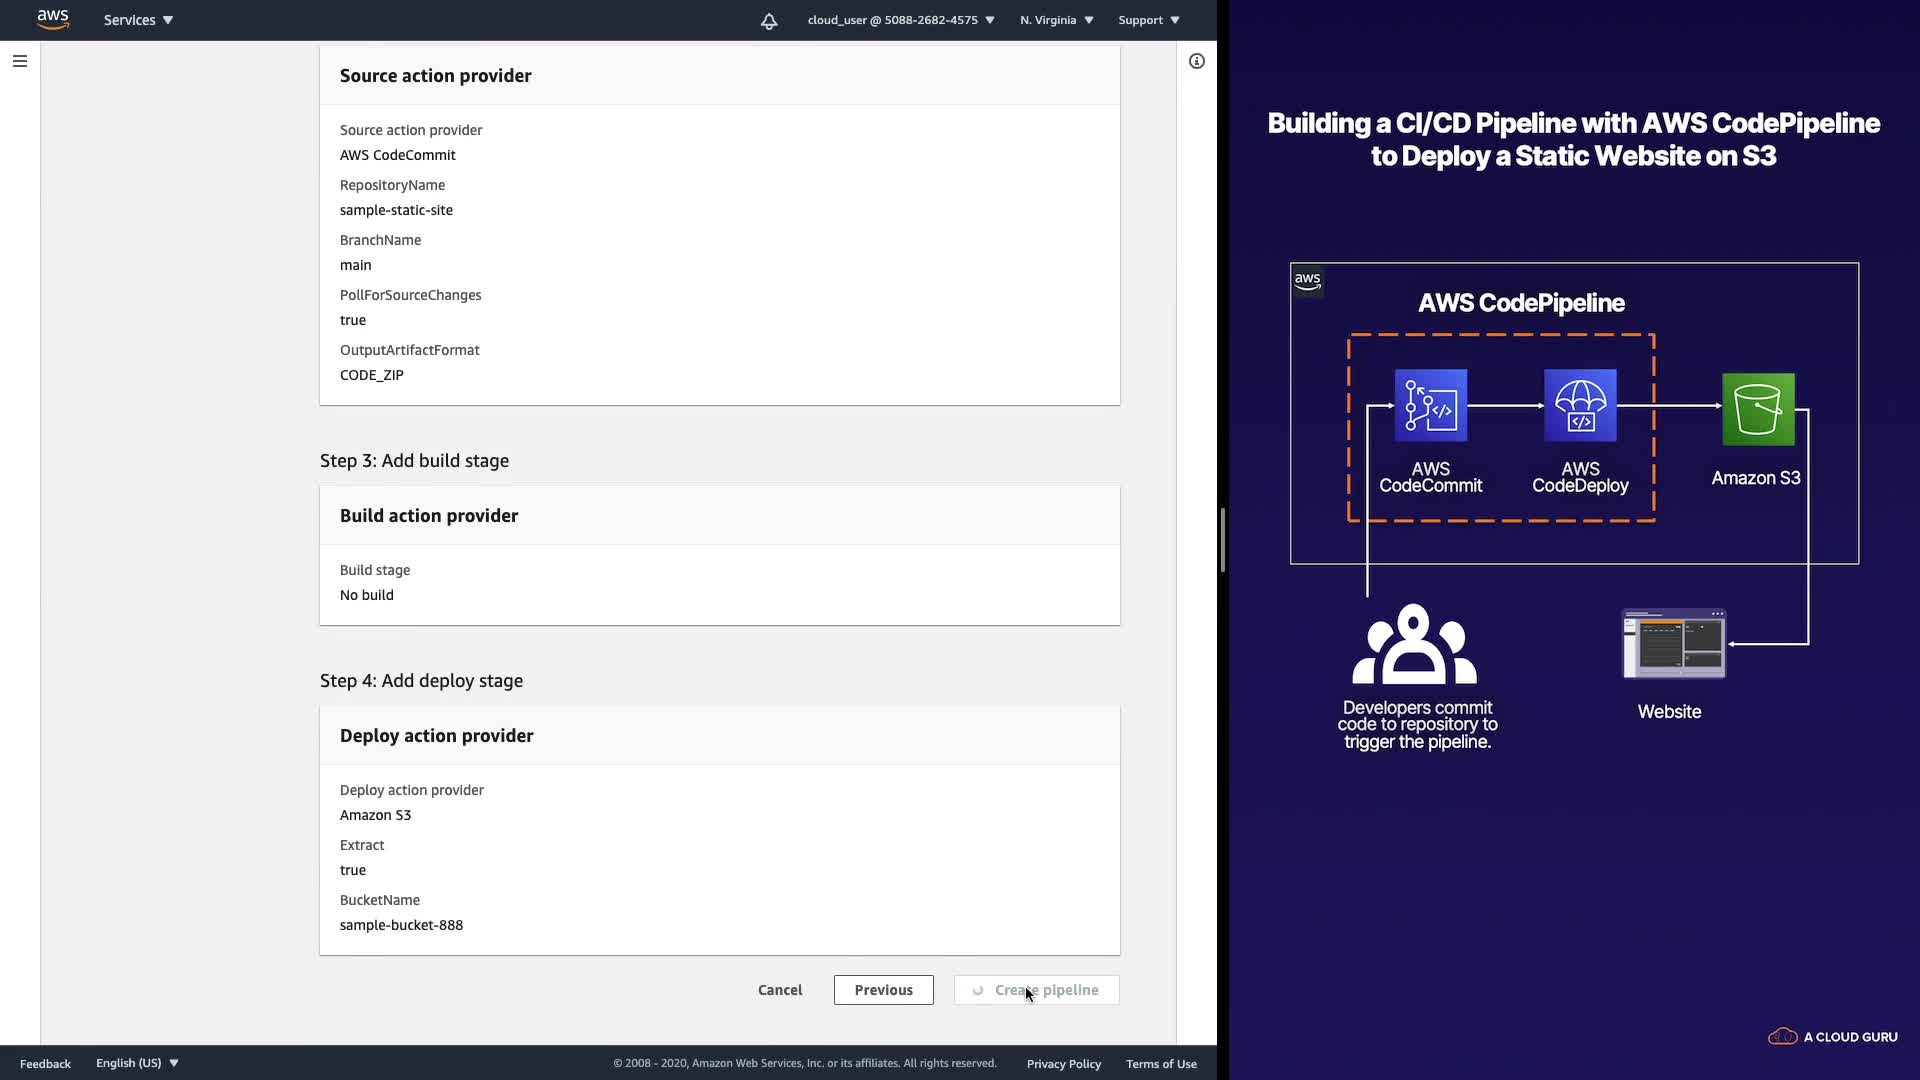 aws
Services
cloud_user @ 5088-2682-4575
N. Virginia
Support
Source action provider
Source action provider
AWS CodeCommit
RepositoryName
sample-static-site
BranchName
main
PollForSourceChanges
true
OutputArtifactFormat
CODE_ZIP
Step 3: Add build stage
Build action provider
Build stage
No build
Step 4: Add deploy stage
Deploy action provider
Deploy action provider
Amazon S3
Extract
true
BucketName
sample-bucket-888
Cancel
Previous
Create pipeline
Feedback
English (US)
© 2008 - 2020, Amazon Web Services, Inc. or its affiliates. All rights reserved.
Privacy Policy
Terms of Use
Building a CI/CD Pipeline with AWS CodePipeline
to Deploy a Static Website on S3
aws
AWS CodePipeline
AWS
CodeCommit
AWS
CodeDeploy
Amazon S3
Developers commit
code to repository to
trigger the pipeline.
Website
A CLOUD GURU